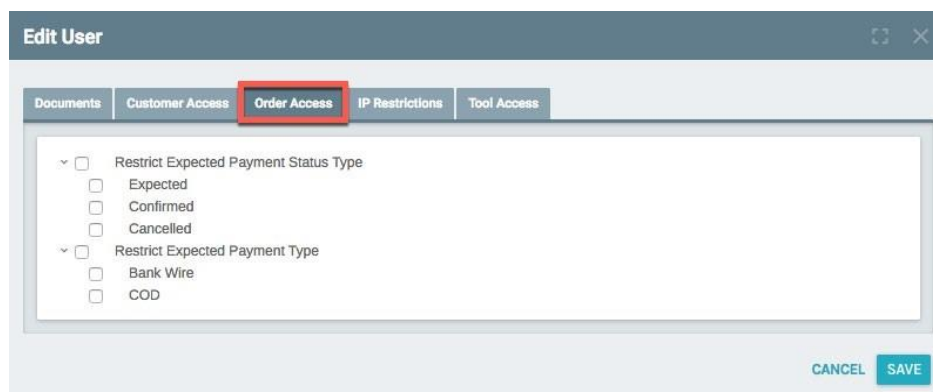 Edit User
Documents Customer Access Order Access IP Restrictions Tool Access
Restrict Expected Payment Status Type
Expected
Confirmed
Cancelled
Restrict Expected Payment Type
Bank Wire
COD
CANCEL SAVE